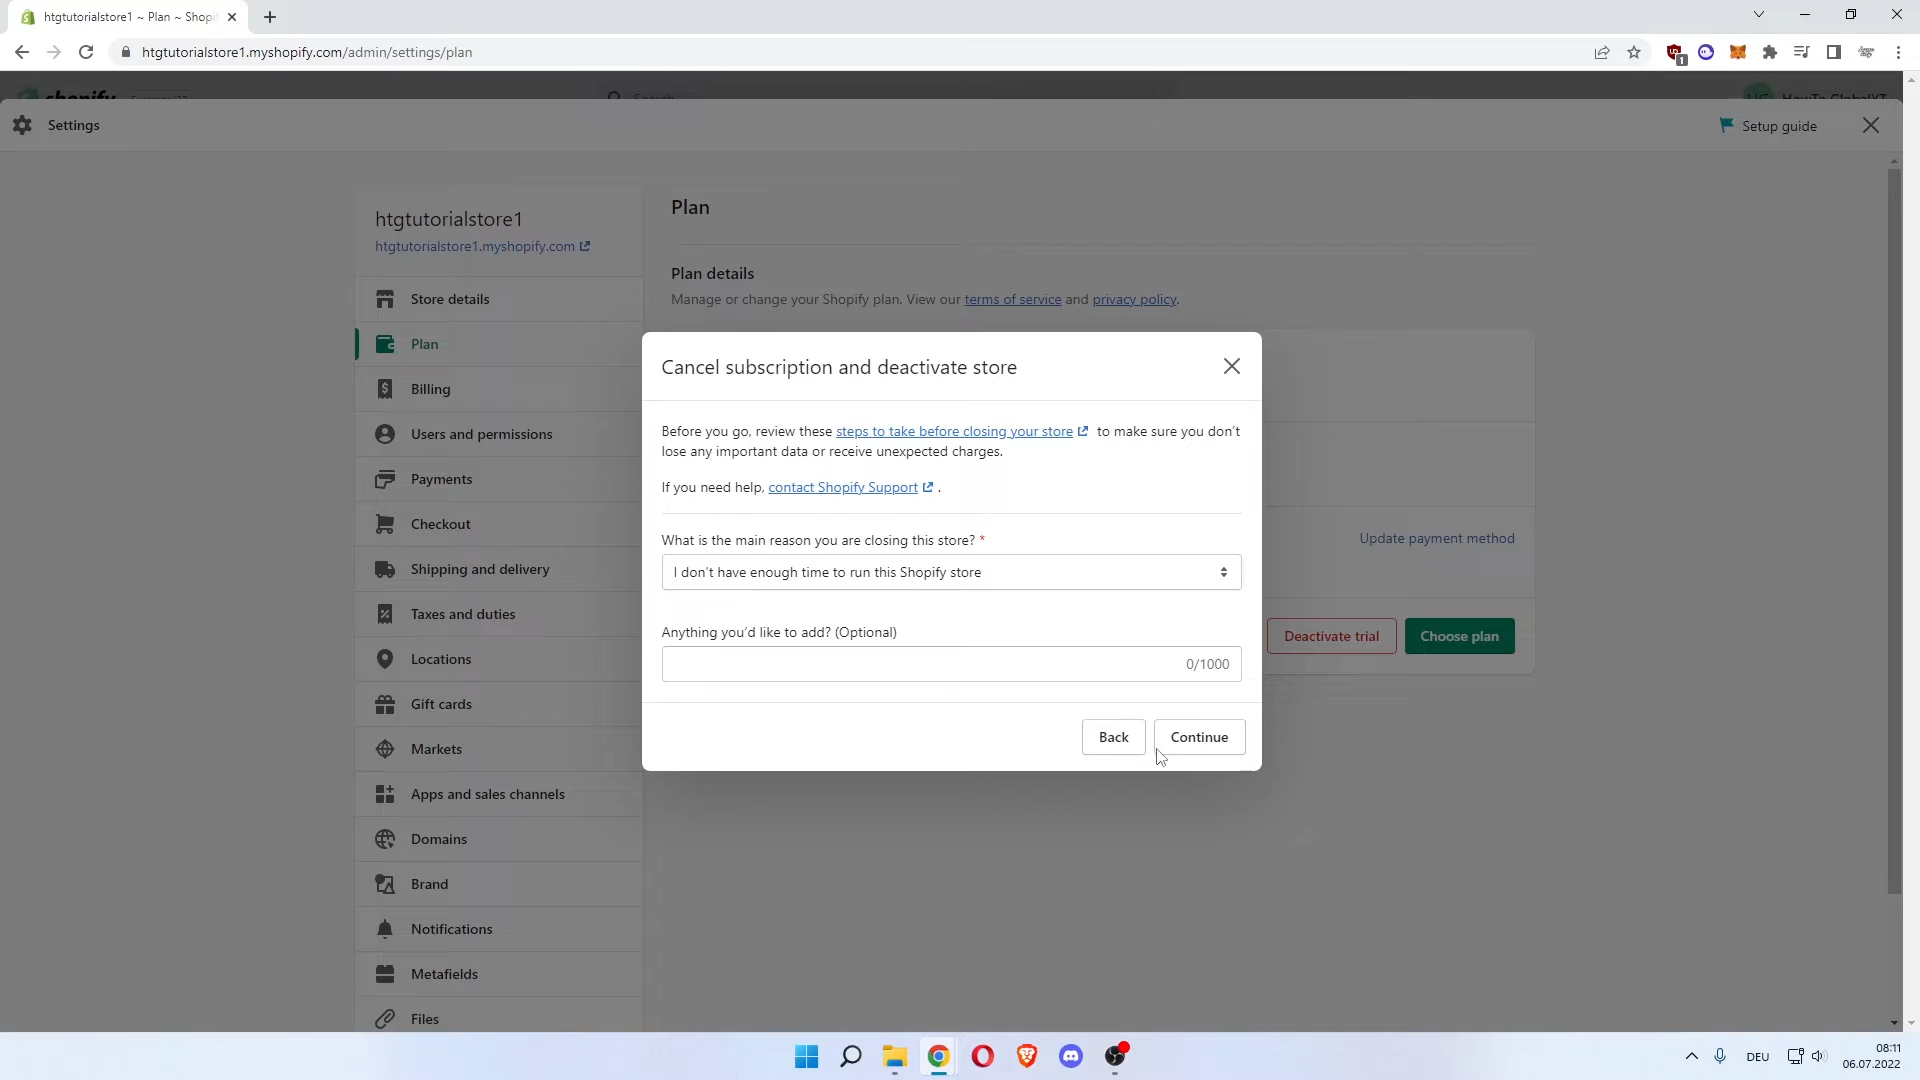 htgtutorialstore1 ~ Plan ~ Shopi
htgtutorialstore1.myshopify.com/admin/settings/plan
1
shopify
Search
HowTo GlobalYT
Settings
Setup guide
htgtutorialstore1
htgtutorialstore1.myshopify.com
Store details
Plan
Billing
Users and permissions
Payments
Checkout
Shipping and delivery
Taxes and duties
Locations
Gift cards
Markets
Apps and sales channels
Domains
Brand
Notifications
Metafields
Files
Plan
Plan details
Manage or change your Shopify plan. View our terms of service and privacy policy.
Update payment method
Deactivate trial
Choose plan
Cancel subscription and deactivate store
Before you go, review these steps to take before closing your store to make sure you don't
lose any important data or receive unexpected charges.
If you need help, contact Shopify Support .
What is the main reason you are closing this store? *
I don't have enough time to run this Shopify store
Anything you'd like to add? (Optional)
0/1000
Back
Continue
DEU
08:11
06.07.2022